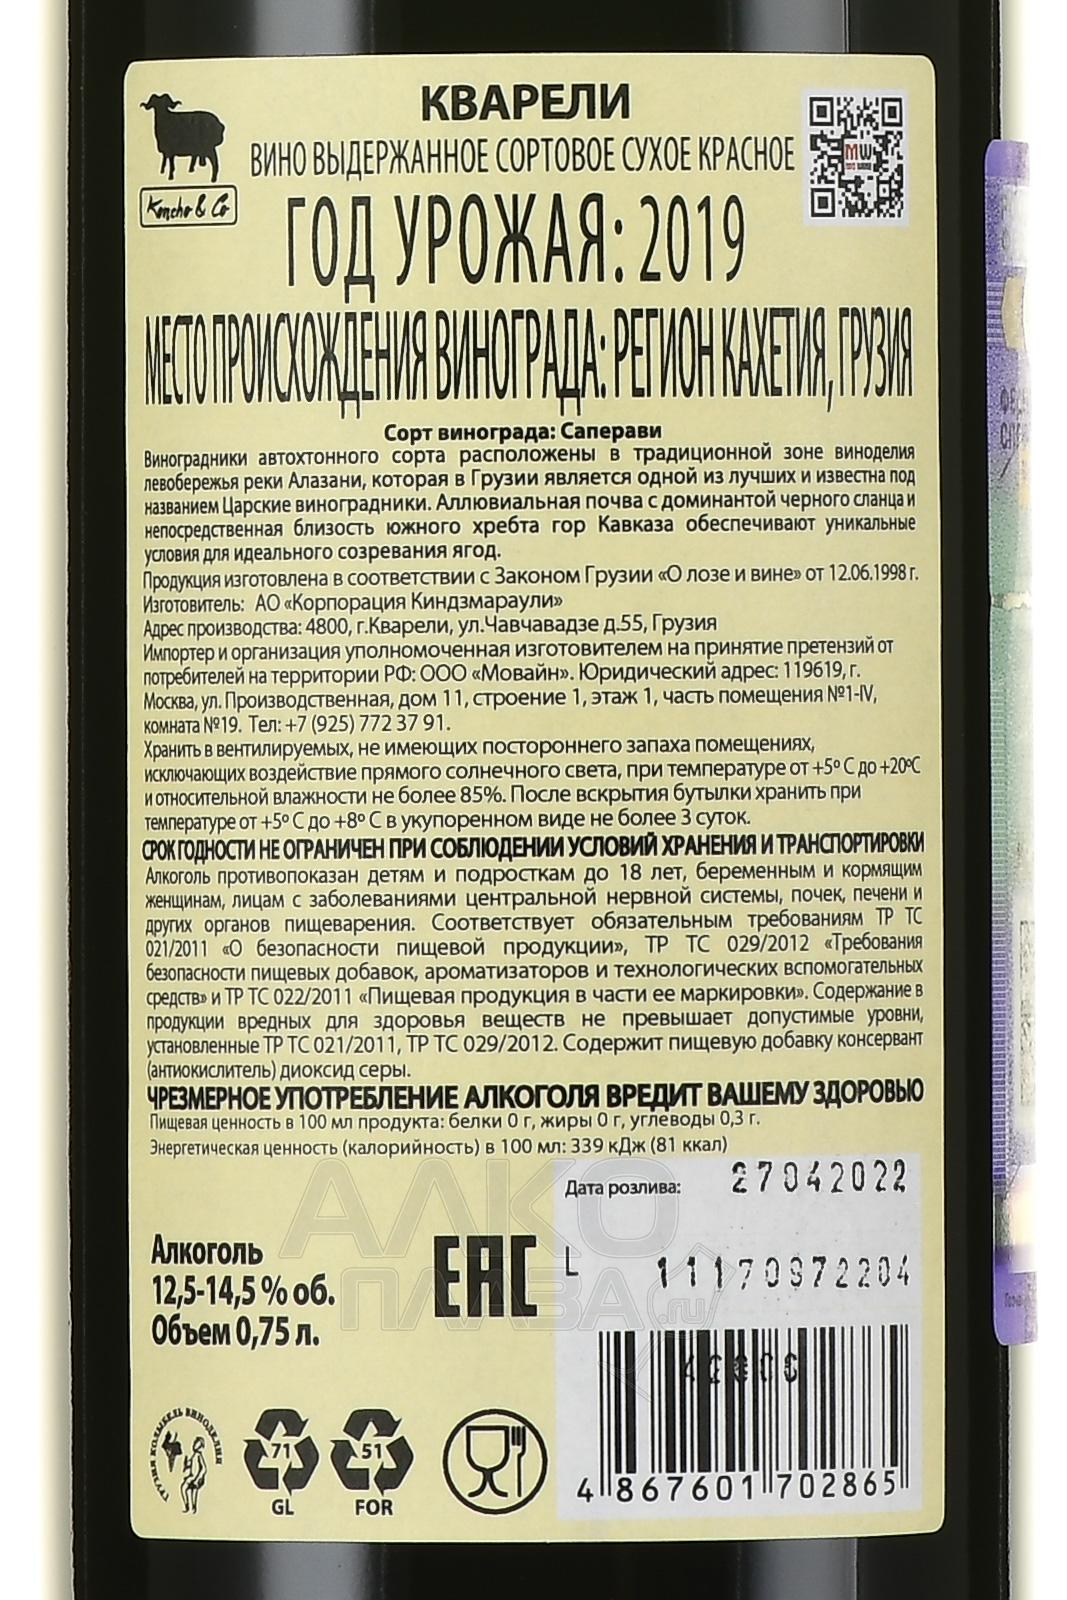 КВАРЕЛИ
ВИНО ВЫДЕРЖАННОЕ СОРТОВОЕ СУХОЕ КРАСНОЕ
MW
Koncho & Co
ГОД УРОЖАЯ: 2019
МЕСТО ПРОИСХОЖДЕНИЯ ВИНОГРАДА: РЕГИОН КАХЕТИЯ, ГРУЗИЯ
Сорт винограда: Саперави
Виноградники автохтонного сорта расположены в традиционной зоне виноделия
левобережья реки Алазани, которая в Грузии является одной из лучших и известна под
названием Царские виноградники. Аллювиальная почва с доминантой черного сланца и
непосредственная близость южного хребта гор Кавказа обеспечивают уникальные
условия для идеального созревания ягод.
Продукция изготовлена в соответствии с Законом Грузии «О лозе и вине» от 12.06.1998 г.
Изготовитель: АО «Корпорация Киндзмараули»
Адрес производства: 4800, г.Кварели, ул.Чавчавадзе д.55, Грузия
Импортер и организация уполномоченная изготовителем на принятие претензий от
потребителей на территории РФ: ООО «Мовайн». Юридический адрес: 119619, г.
Москва, ул. Производственная, дом 11, строение 1, этаж 1, часть помещения №1-IV,
комната №19. Тел: +7 (925) 772 37 91.
Хранить в вентилируемых, не имеющих постороннего запаха помещениях,
исключающих воздействие прямого солнечного света, при температуре от +5º С до +20ºС
и относительной влажности не более 85%. После вскрытия бутылки хранить при
температуре от +5º С до +8º С в укупоренном виде не более 3 суток.
СРОК ГОДНОСТИ НЕ ОГРАНИЧЕН ПРИ СОБЛЮДЕНИИ УСЛОВИЙ ХРАНЕНИЯ И ТРАНСПОРТИРОВКИ
Алкоголь противопоказан детям и подросткам до 18 лет, беременным и кормящим
женщинам, лицам с заболеваниями центральной нервной системы, почек, печени и
других органов пищеварения. Соответствует обязательным требованиям ТР ТС
021/2011 «О безопасности пищевой продукции», ТР ТС 029/2012 «Требования
безопасности пищевых добавок, ароматизаторов и технологических вспомогательных
средств» и ТР ТС 022/2011 «Пищевая продукция в части ее маркировки». Содержание в
продукции вредных для здоровья веществ не превышает допустимые уровни,
установленные ТР ТС 021/2011, ТР ТС 029/2012. Содержит пищевую добавку консервант
(антиокислитель) диоксид серы.
ЧРЕЗМЕРНОЕ УПОТРЕБЛЕНИЕ АЛКОГОЛЯ ВРЕДИТ ВАШЕМУ ЗДОРОВЬЮ
Пищевая ценность в 100 мл продукта: белки 0 г, жиры 0 г, углеводы 0,3 г.
Энергетическая ценность (калорийность) в 100 мл: 339 кДж (81 ккал)
Дата розлива: 27042022
L 11170972204
Алкоголь
12,5-14,5 % об.
Объем 0,75 л.
ЕАС
АЛКО
ПЛАЗА.ru
ГРУЗИЯ КОЛЫБЕЛЬ ВИНОДЕЛИЯ
71
GL
51
FOR
4 867601 702865